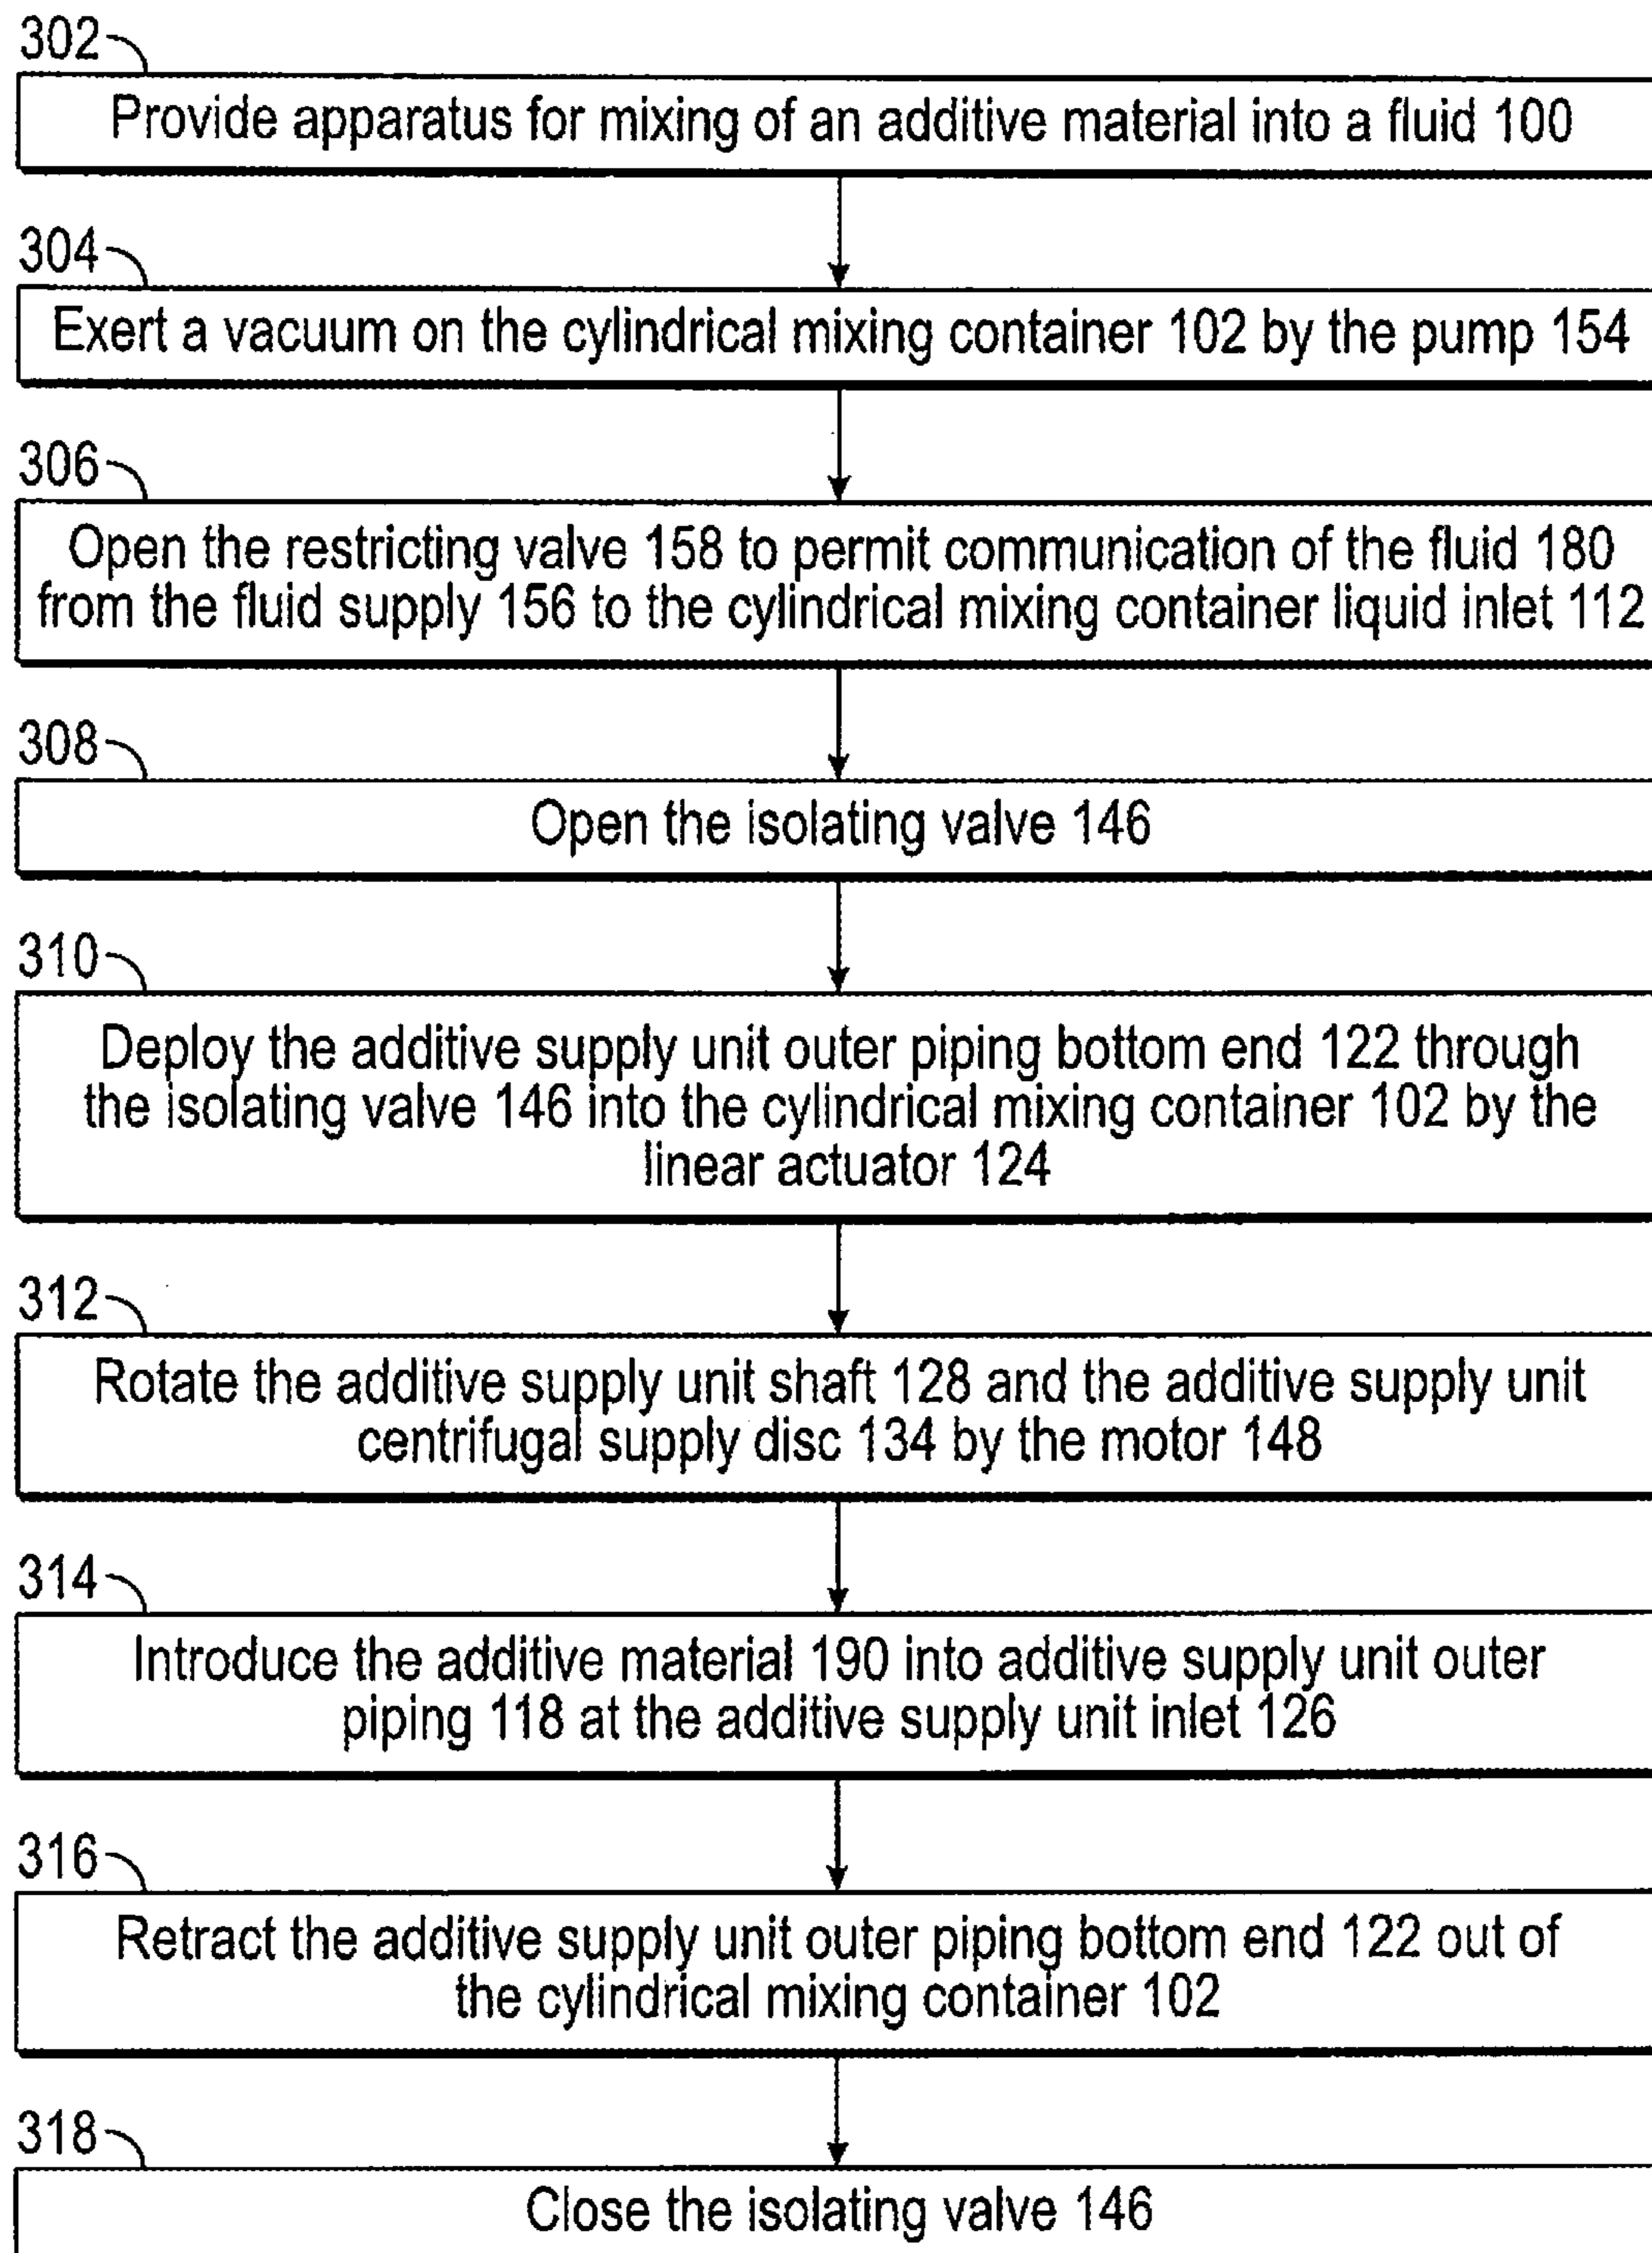 302
Provide apparatus for mixing of an additive material into a fluid 100
304
Exert a vacuum on the cylindrical mixing container 102 by the pump 154
306
Open the restricting valve 158 to permit communication of the fluid 180
from the fluid supply 156 to the cylindrical mixing container liquid inlet 112
308
Open the isolating valve 146
310
Deploy the additive supply unit outer piping bottom end 122 through
the isolating valve 146 into the cylindrical mixing container 102 by the
linear actuator 124
312
Rotate the additive supply unit shaft 128 and the additive supply unit
centrifugal supply disc 134 by the motor 148
314
Introduce the additive material 190 into additive supply unit outer
piping 118 at the additive supply unit inlet 126
316
Retract the additive supply unit outer piping bottom end 122 out of
the cylindrical mixing container 102
318
Close the isolating valve 146